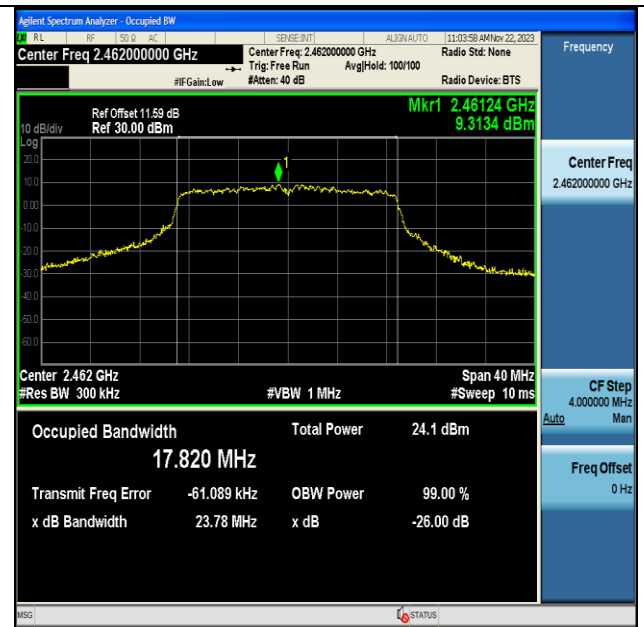 Agilent Spectrum Analyzer - Occupied BW
RL RF 50 Ω AC SENSE:INT ALIGN AUTO 11:03:58 AM Nov 22, 2023
Center Freq 2.462000000 GHz
Center Freq: 2.462000000 GHz Radio Std: None
Trig: Free Run Avg|Hold: 100/100
#IFGain:Low #Atten: 40 dB Radio Device: BTS
Frequency
Ref Offset 11.59 dB
10 dB/div Ref 30.00 dBm
Mkr1 2.46124 GHz
9.3134 dBm
Log
20.0
10.0
0.00
-10.0
-20.0
-30.0
-40.0
-50.0
-60.0
1
Center 2.462 GHz Span 40 MHz
#Res BW 300 kHz #VBW 1 MHz #Sweep 10 ms
Occupied Bandwidth Total Power 24.1 dBm
17.820 MHz
Transmit Freq Error -61.089 kHz OBW Power 99.00 %
x dB Bandwidth 23.78 MHz x dB -26.00 dB
Center Freq
2.462000000 GHz
CF Step
4.000000 MHz
Auto Man
Freq Offset
0 Hz
MSG STATUS